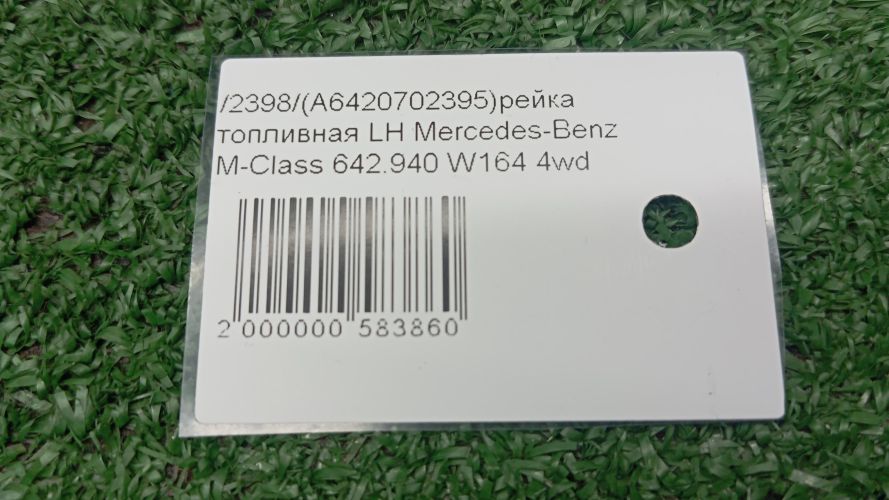 /2398/(A6420702395)рейка
топливная LH Mercedes-Benz
M-Class 642.940 W164 4wd
2 000000 583860